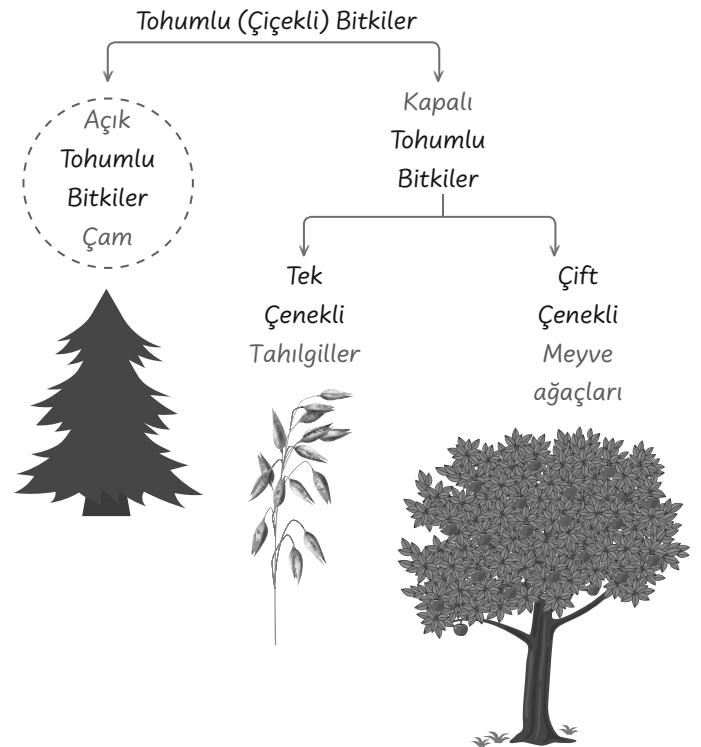 Tohumlu (Çiçekli) Bitkiler
Açık
Tohumlu
Bitkiler
Çam
Kapalı
Tohumlu
Bitkiler
Tek
Çenekli
Tahılgiller
Çift
Çenekli
Meyve
ağaçları